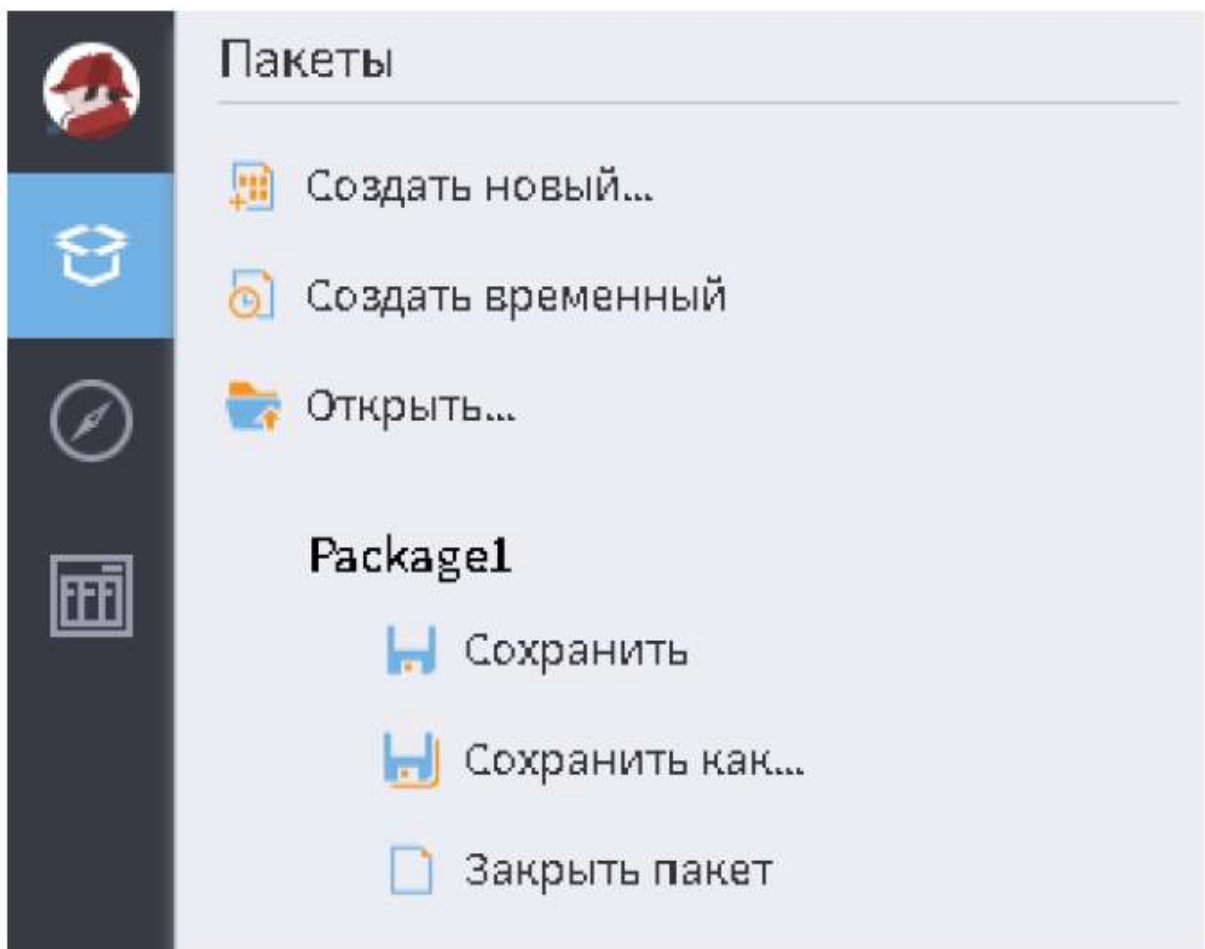 Пакеты
Создать новый...
Создать временный
Открыть...
Package1
Сохранить
Сохранить как...
Закрыть пакет